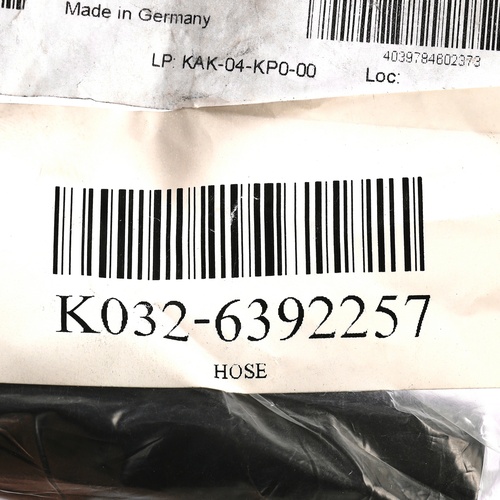 Made in Germany
LP: KAK-04-KP0-00
Loc:
4039784602373
K032-6392257
HOSE